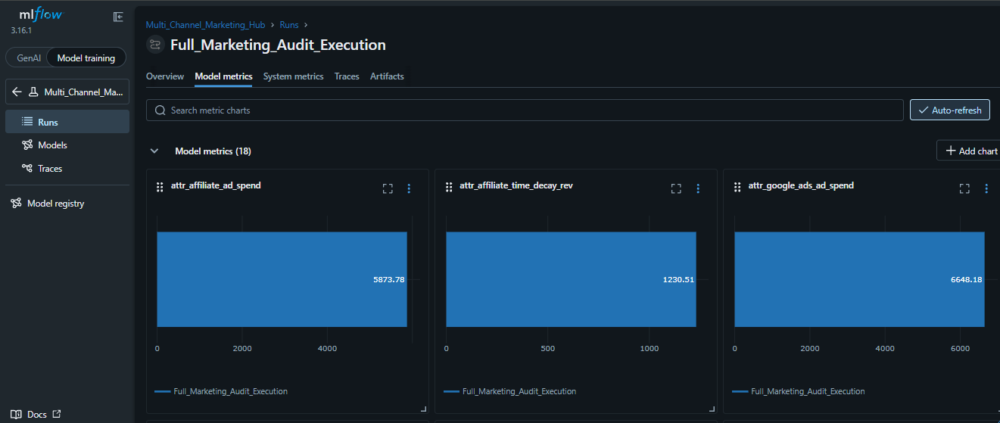 mlflow
3.16.1
GenAI
Model training
Multi_Channel_Ma...
Runs
Models
Traces
Model registry
Docs
Multi_Channel_Marketing_Hub > Runs >
Full_Marketing_Audit_Execution
Overview Model metrics System metrics Traces Artifacts
Search metric charts
Auto-refresh
Model metrics (18)
Add chart
attr_affiliate_ad_spend
5873.78
0 2000 4000
Full_Marketing_Audit_Execution
attr_affiliate_time_decay_rev
1230.51
0 500 1000
Full_Marketing_Audit_Execution
attr_google_ads_ad_spend
6648.18
0 2000 4000 6000
Full_Marketing_Audit_Execution